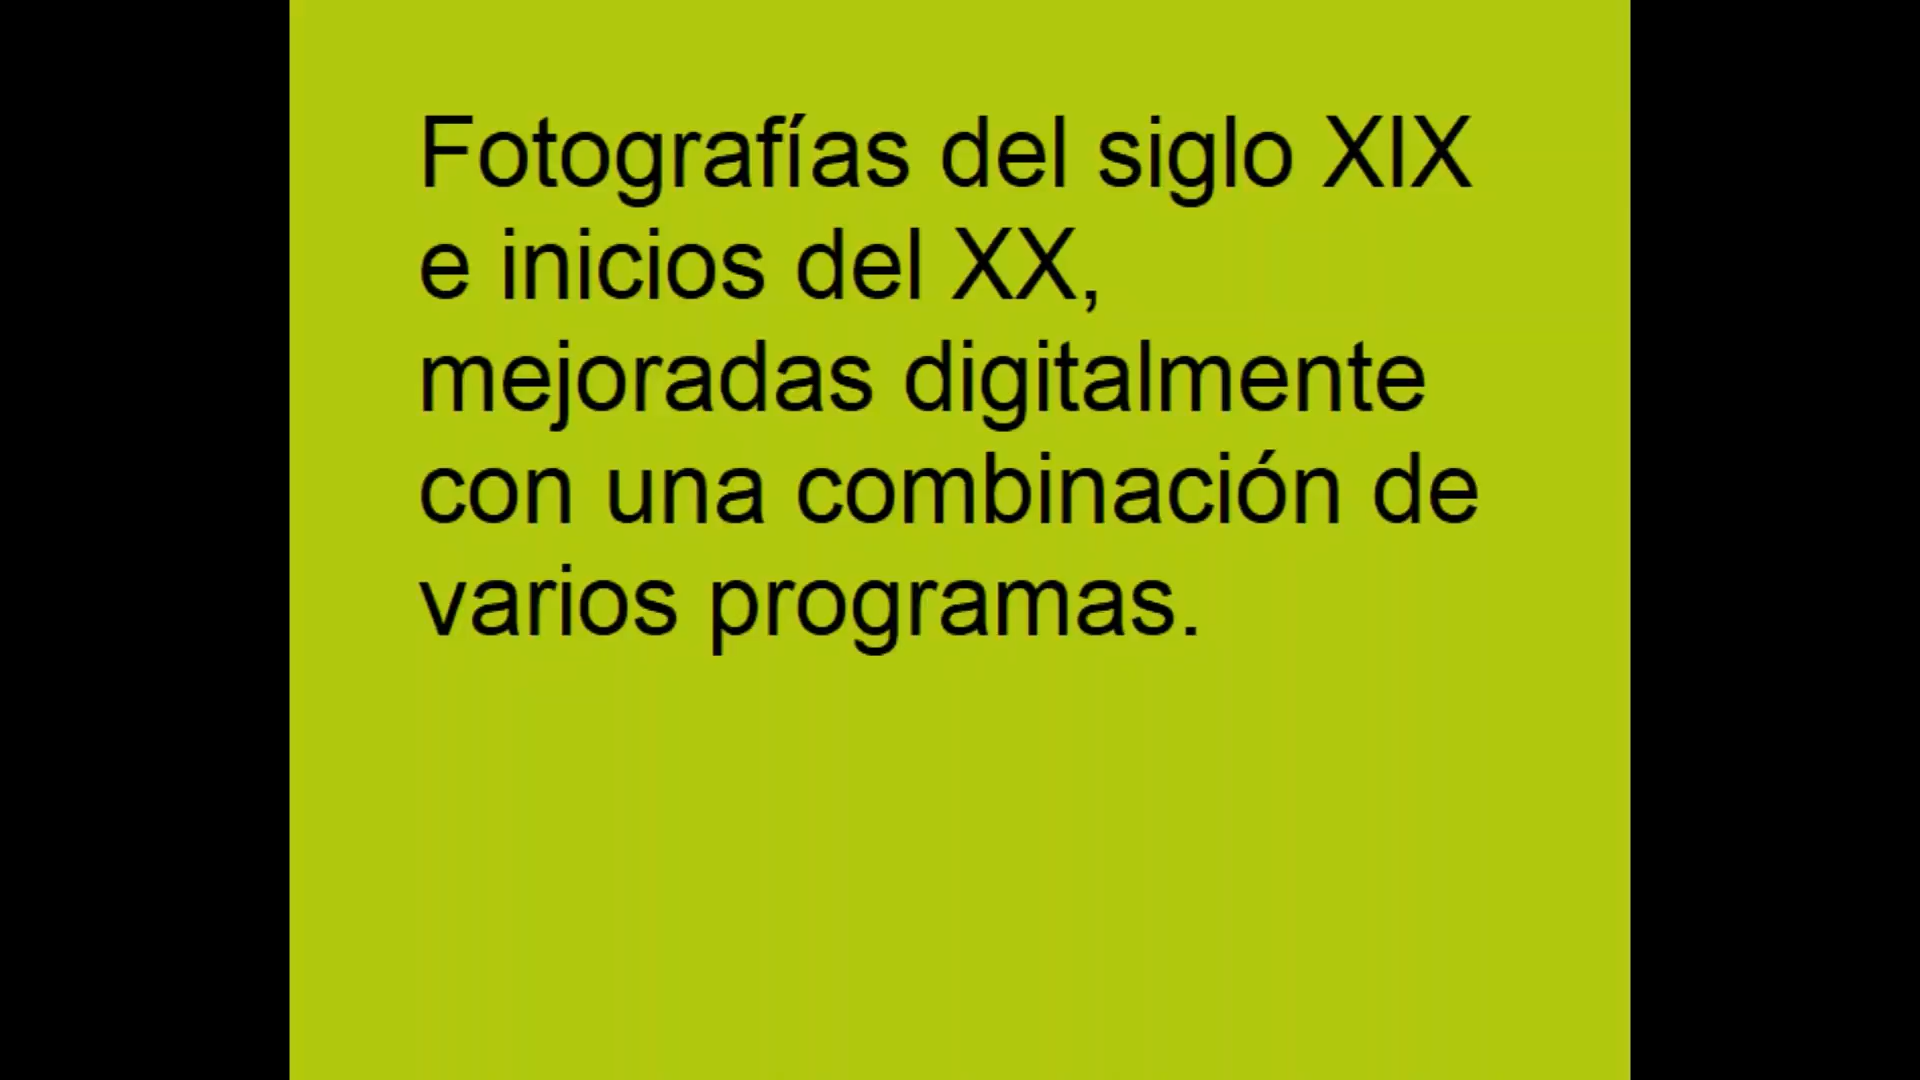 Fotografías del siglo XIX
e inicios del XX,
mejoradas digitalmente
con una combinación de
varios programas.